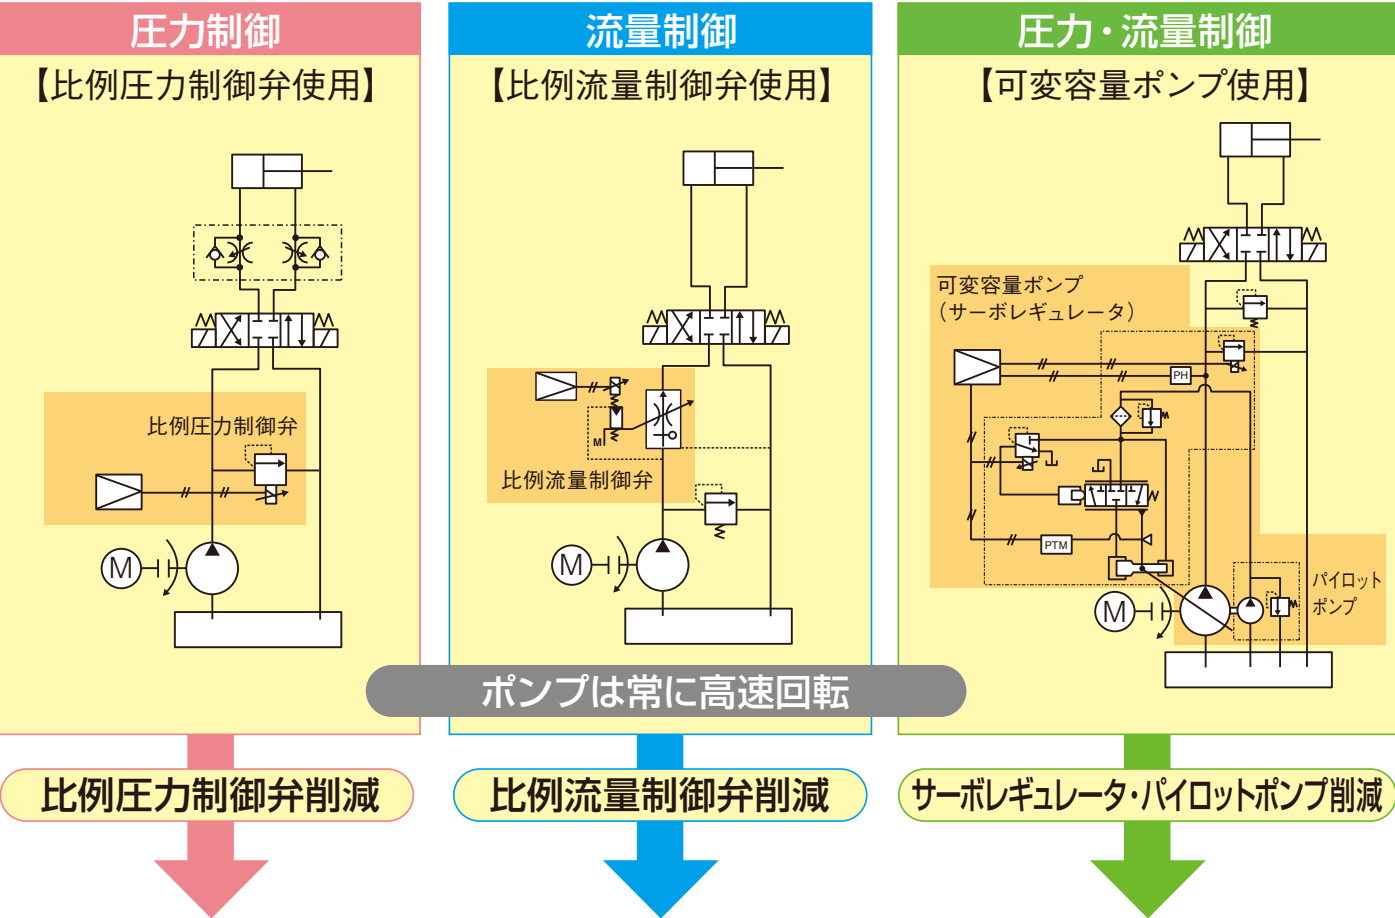 圧力制御
【比例圧力制御弁使用】
比例圧力制御弁
M
流量制御
【比例流量制御弁使用】
M
比例流量制御弁
M
圧力・流量制御
【可変容量ポンプ使用】
可変容量ポンプ
（サーボレギュレータ）
PH
PTM
パイロット
ポンプ
M
ポンプは常に高速回転
比例圧力制御弁削減
比例流量制御弁削減
サーボレギュレータ・パイロットポンプ削減